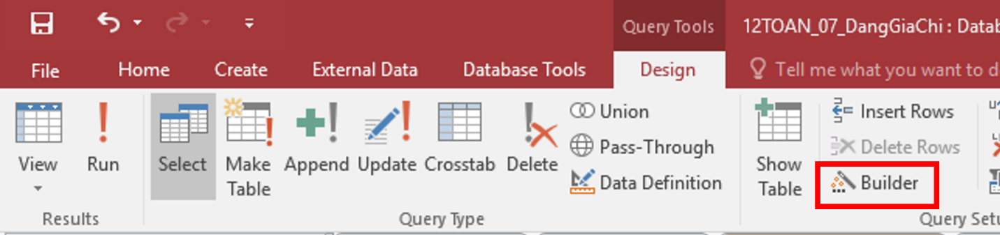 Query Tools
12TOAN_07_DangGiaChi : Datab
File Home Create External Data Database Tools Design Tell me what you want to d
View Run Select Make Table Append Update Crosstab Delete
Union
Pass-Through
Data Definition
Show Table
Insert Rows
Delete Rows
Builder
Results Query Type Query Setu